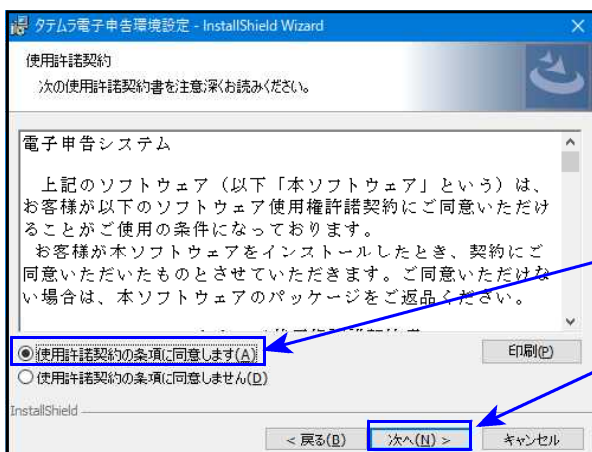 タテムラ電子申告環境設定 - InstallShield Wizard
使用許諾契約
次の使用許諾契約書を注意深くお読みください。
電子申告システム
上記のソフトウェア（以下「本ソフトウェア」という）は、
お客様が以下のソフトウェア使用権許諾契約にご同意いただけ
ることがご使用の条件になっております。
お客様が本ソフトウェアをインストールしたとき、契約にご
同意いただいたものとさせていただきます。ご同意いただけな
い場合は、本ソフトウェアのパッケージをご返品ください。
使用許諾契約の条項に同意します(A)
印刷(P)
使用許諾契約の条項に同意しません(D)
InstallShield
< 戻る(B)
次へ(N) >
キャンセル